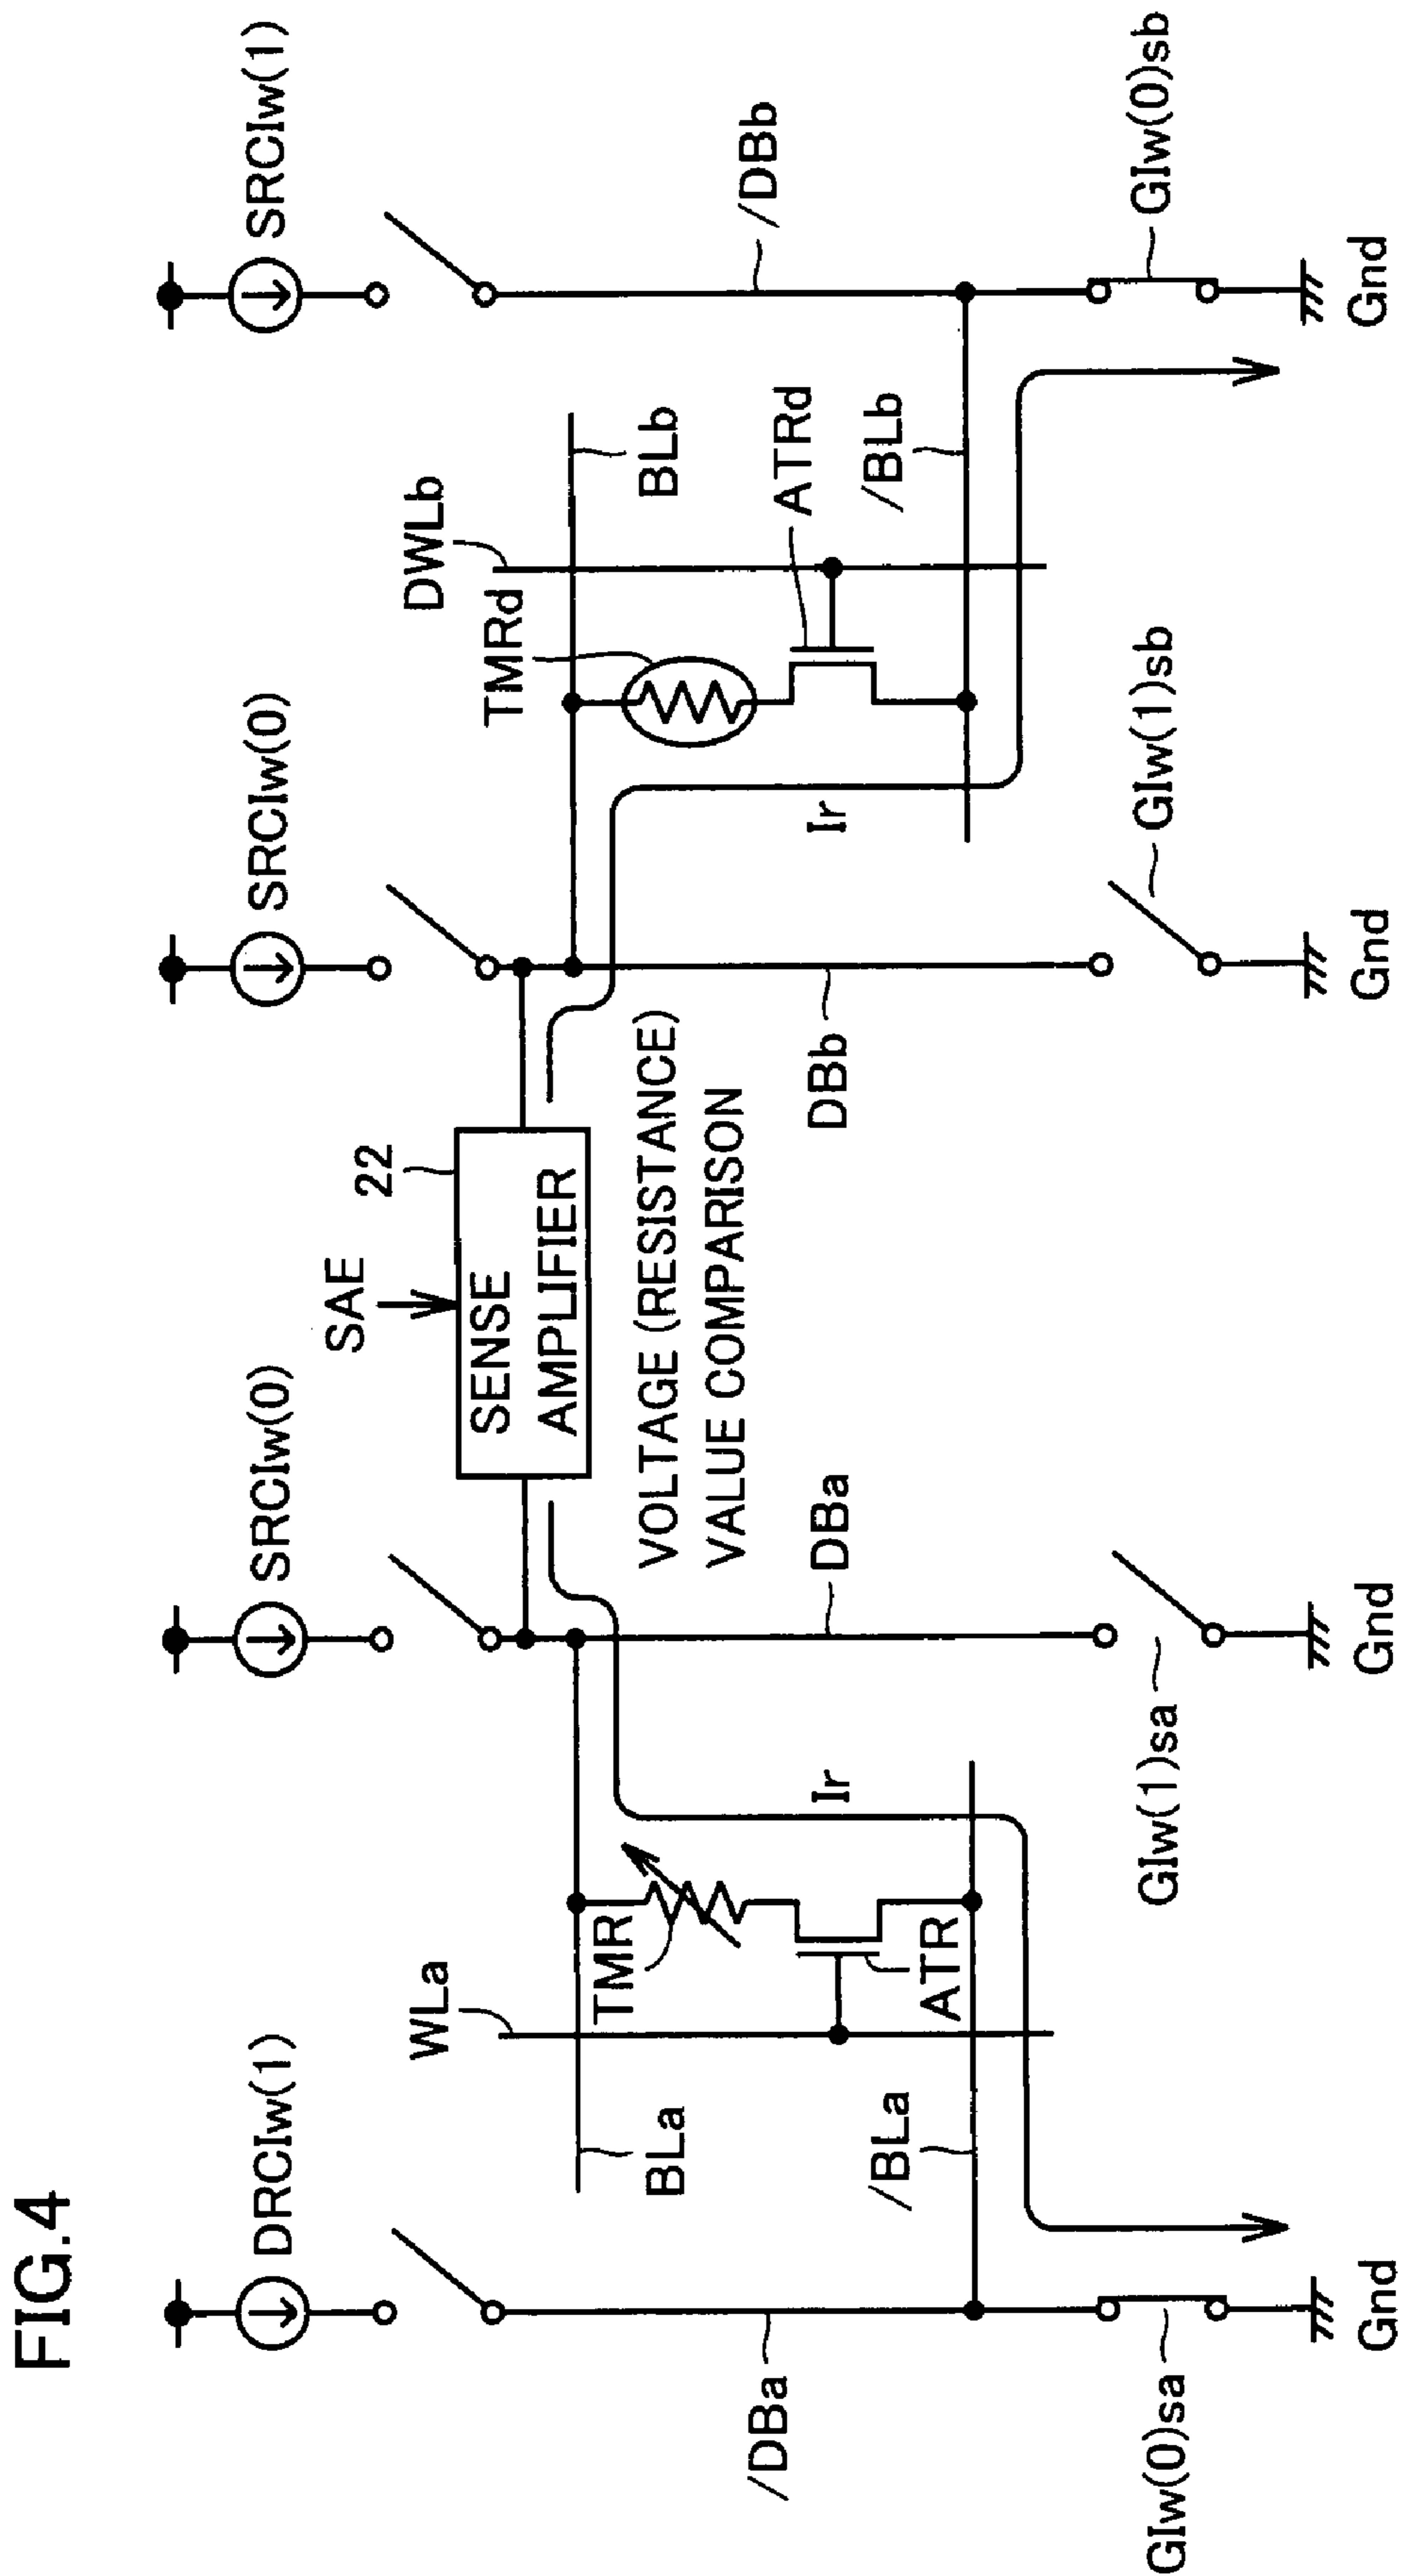 FIG.4
DRCIw(1)
SRCIw(0)
SRCIw(0)
SRCIw(1)
SAE
22
SENSE
AMPLIFIER
VOLTAGE (RESISTANCE)
VALUE COMPARISON
WLa
DWLb
TMR
TMRd
BLa
BLb
Ir
Ir
ATR
ATRd
/BLa
/BLb
/DBa
DBa
DBb
/DBb
GIw(0)sa
GIw(1)sa
GIw(1)sb
GIw(0)sb
Gnd
Gnd
Gnd
Gnd